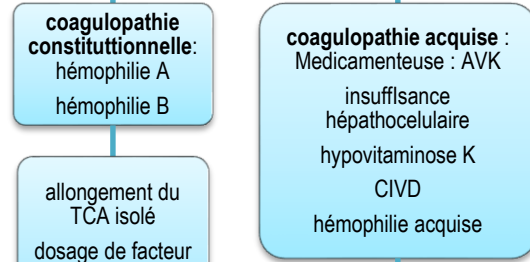 coagulopathie
constituttionnelle:
hémophilie A
hémophilie B
allongement du
TCA isolé
dosage de facteur
coagulopathie acquise :
Medicamenteuse : AVK
insuffIsance
hépathocelulaire
hypovitaminose K
CIVD
hémophilie acquise